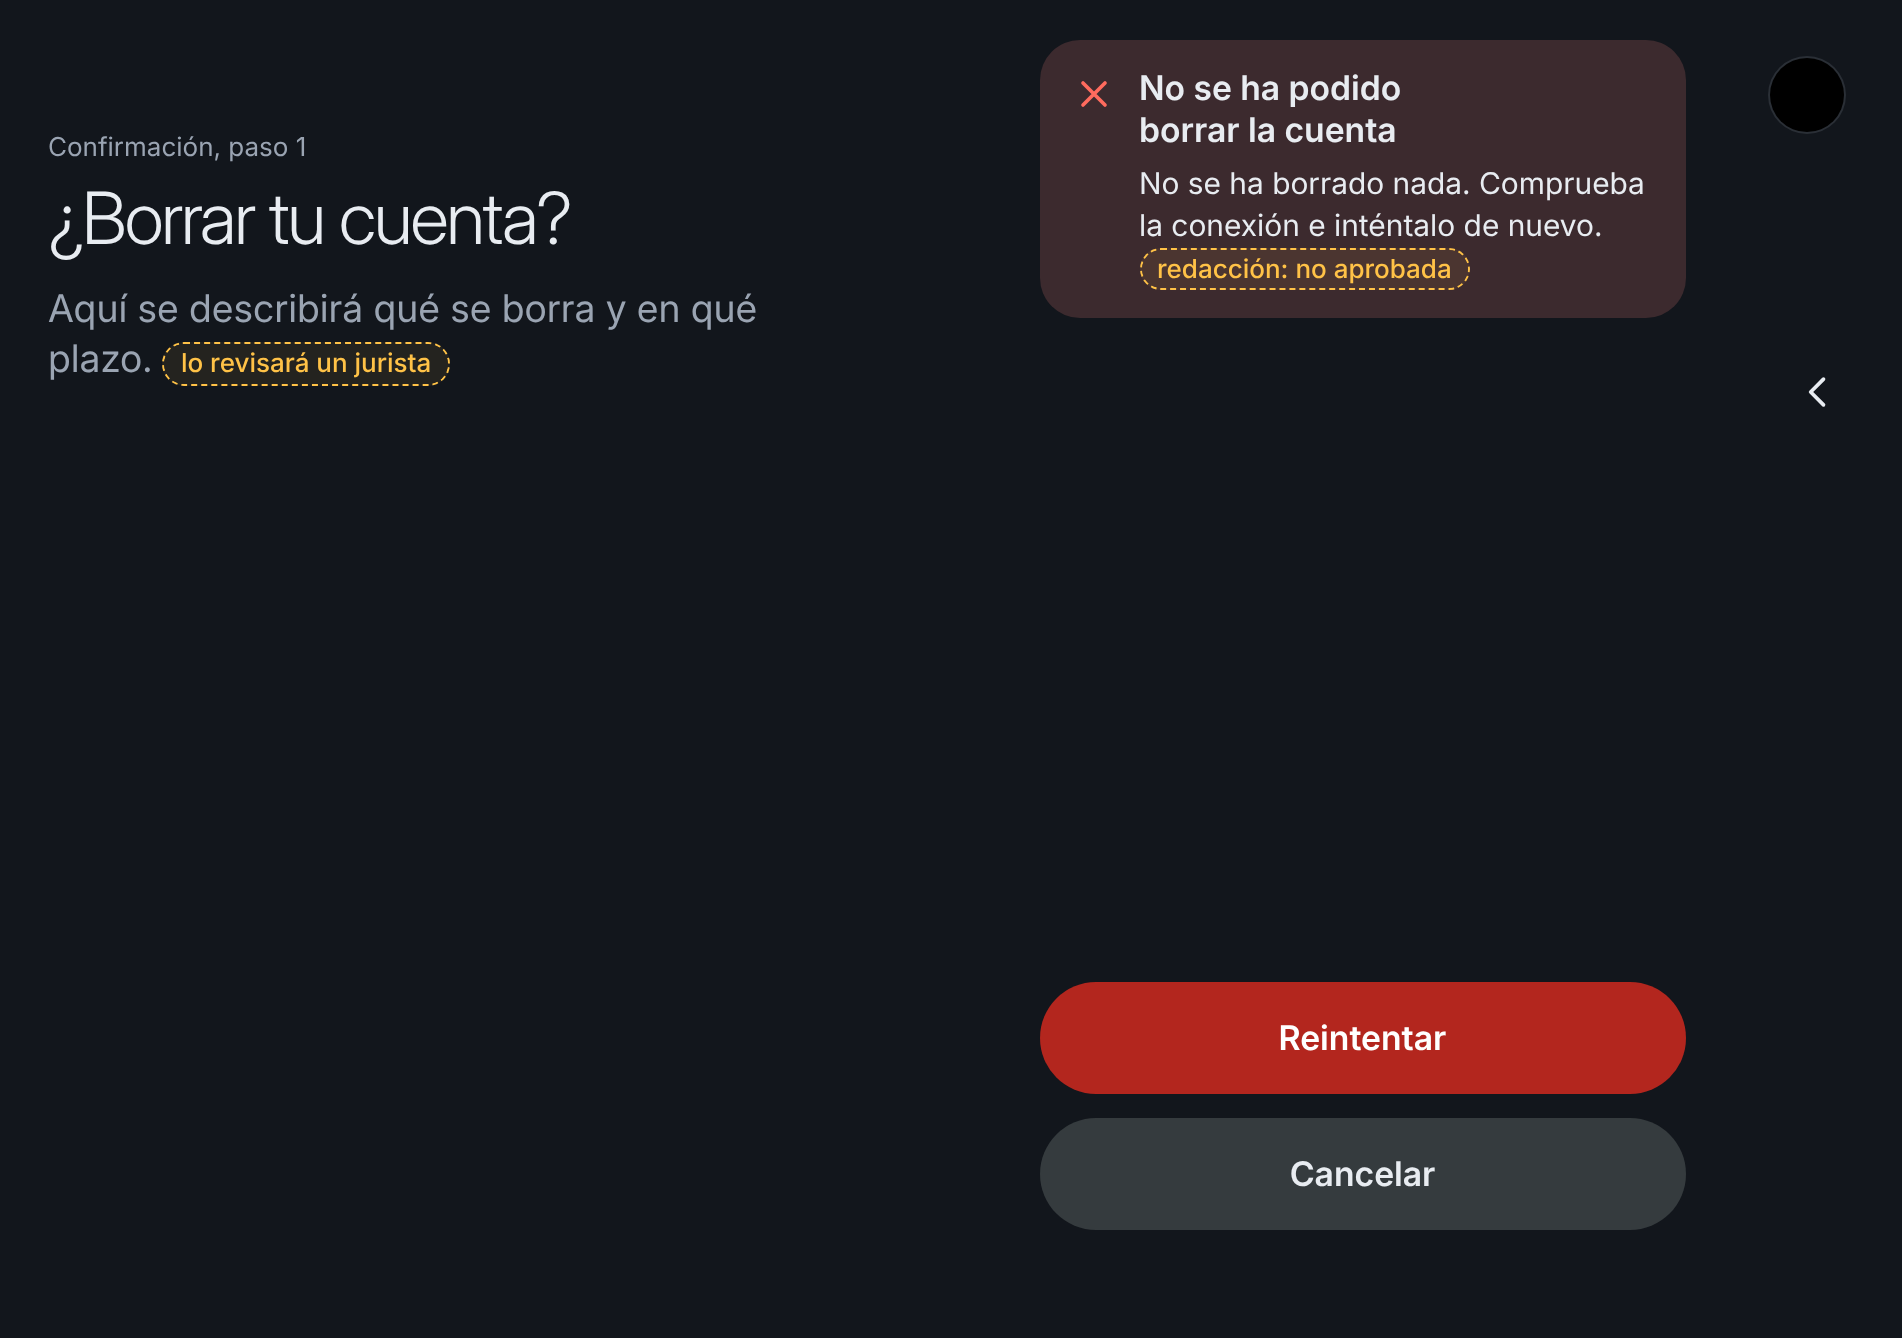 Confirmación, paso 1
¿Borrar tu cuenta?
Aquí se describirá qué se borra y en qué
plazo. lo revisará un jurista
No se ha podido
borrar la cuenta
No se ha borrado nada. Comprueba
la conexión e inténtalo de nuevo.
redacción: no aprobada
Reintentar
Cancelar